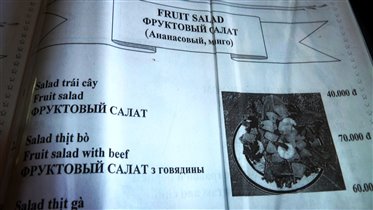 FRUIT SALAD
ФРУКТОВЫЙ САЛАТ
(Ананасовый, манго)
Salad trái cây
Fruit salad
ФРУКТОВЫЙ САЛАТ
40.000 đ
Salad thịt bò
Fruit salad with beef
ФРУКТОВЫЙ САЛАТ з говядины
70.000 đ
Salad thịt gà
60.00